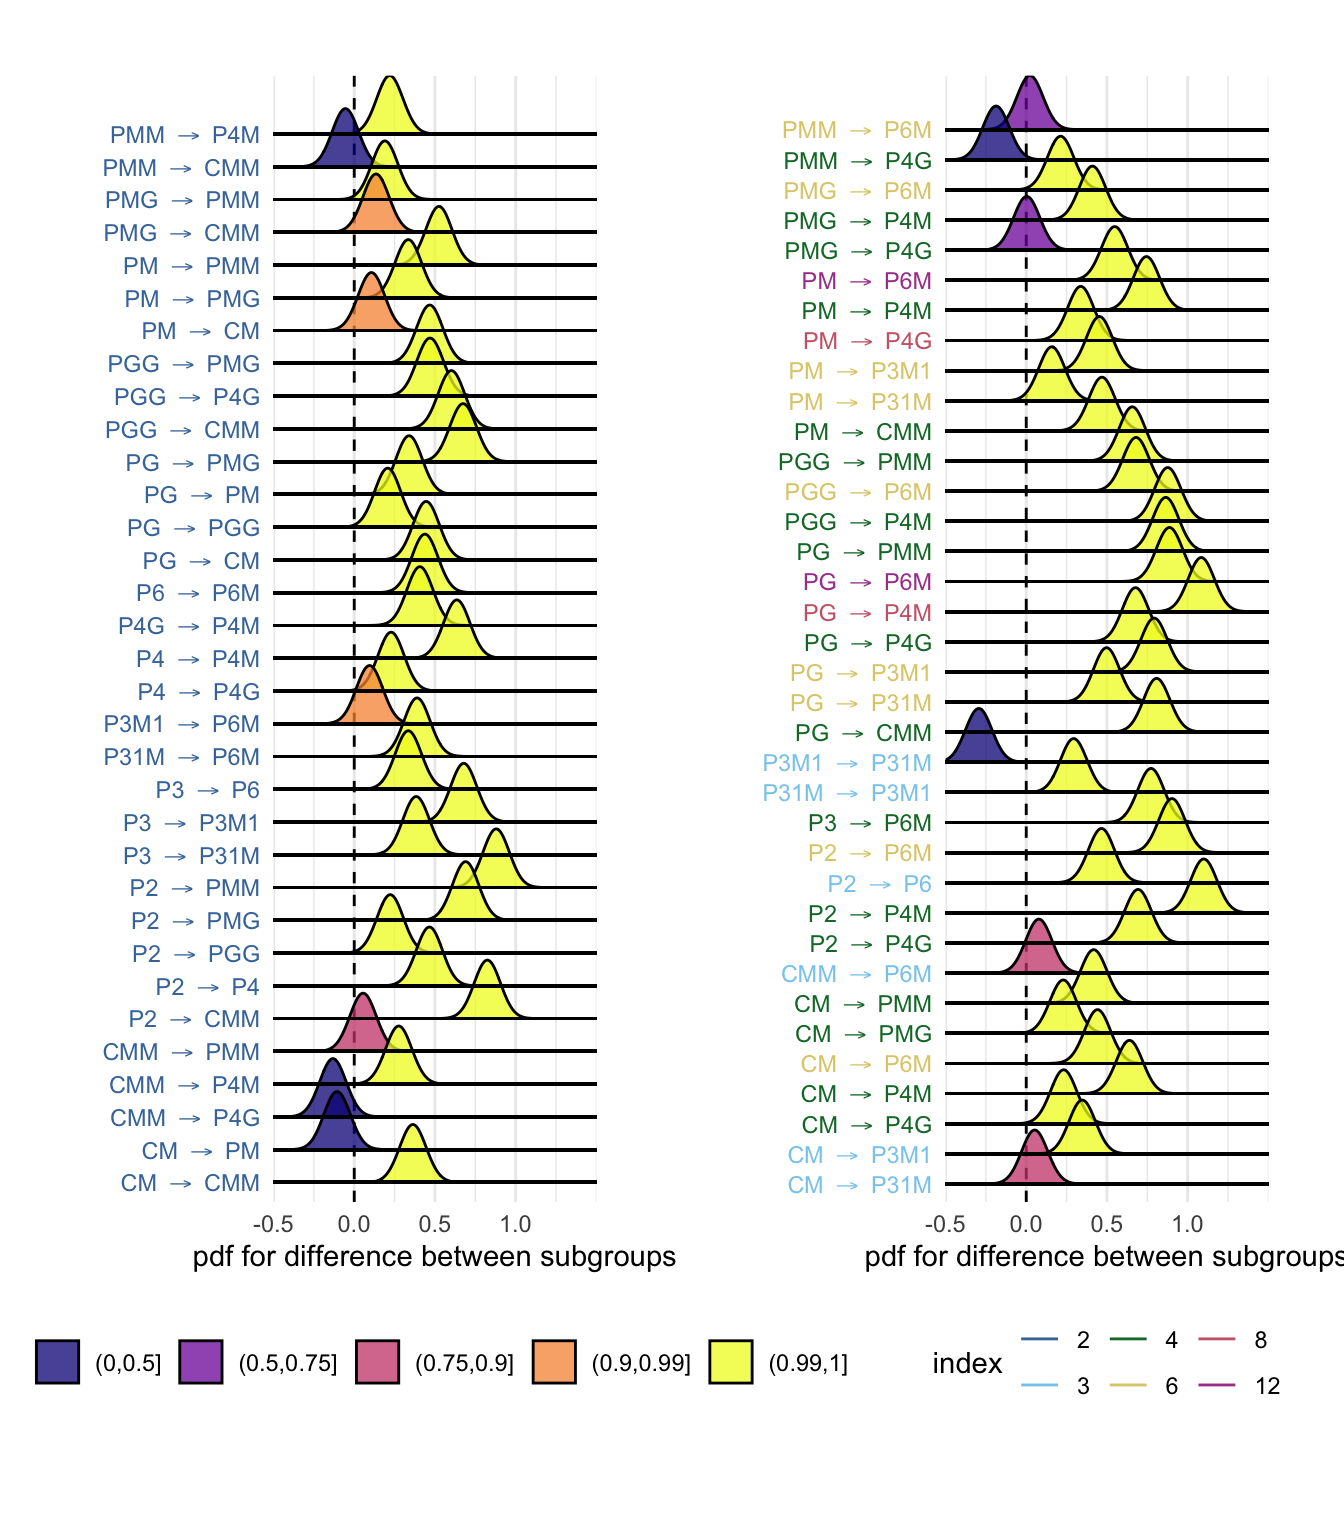 PMM → P4M
PMM → CMM
PMG → PMM
PMG → CMM
PM → PMM
PM → PMG
PM → CM
PGG → PMG
PGG → P4G
PGG → CMM
PG → PMG
PG → PM
PG → PGG
PG → CM
P6 → P6M
P4G → P4M
P4 → P4M
P4 → P4G
P3M1 → P6M
P31M → P6M
P3 → P6
P3 → P3M1
P3 → P31M
P2 → PMM
P2 → PMG
P2 → PGG
P2 → P4
P2 → CMM
CMM → PMM
CMM → P4M
CMM → P4G
CM → PM
CM → CMM
-0.5 0.0 0.5 1.0
pdf for difference between subgroups
PMM → P6M
PMM → P4G
PMG → P6M
PMG → P4M
PMG → P4G
PM → P6M
PM → P4M
PM → P4G
PM → P3M1
PM → P31M
PM → CMM
PGG → PMM
PGG → P6M
PGG → P4M
PG → PMM
PG → P6M
PG → P4M
PG → P4G
PG → P3M1
PG → P31M
PG → CMM
P3M1 → P31M
P31M → P3M1
P3 → P6M
P2 → P6M
P2 → P6
P2 → P4M
P2 → P4G
CMM → P6M
CM → PMM
CM → PMG
CM → P6M
CM → P4M
CM → P4G
CM → P3M1
CM → P31M
-0.5 0.0 0.5 1.0
pdf for difference between subgroups
(0,0.5] (0.5,0.75] (0.75,0.9] (0.9,0.99] (0.99,1]
index
2 4 8
3 6 12